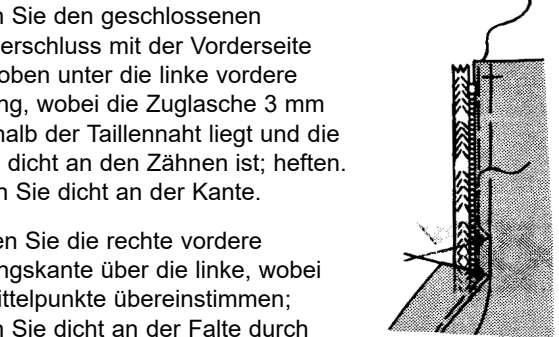 n Sie den geschlossenen
erschluss mit der Vorderseite
oben unter die linke vordere
ng, wobei die Zuglasche 3 mm
halb der Taillennaht liegt und die
dicht an den Zähnen ist; heften.
n Sie dicht an der Kante.
en Sie die rechte vordere
ngskante über die linke, wobei
ittelpunkte übereinstimmen;
n Sie dicht an der Falte durch